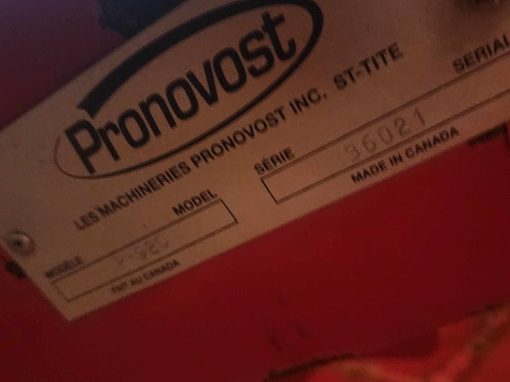 Pronovost
LES MACHINERIES PRONOVOST INC. ST-TITE
MODÈLE MODEL
SÉRIE SERIAL
36021
FAIT AU CANADA
MADE IN CANADA